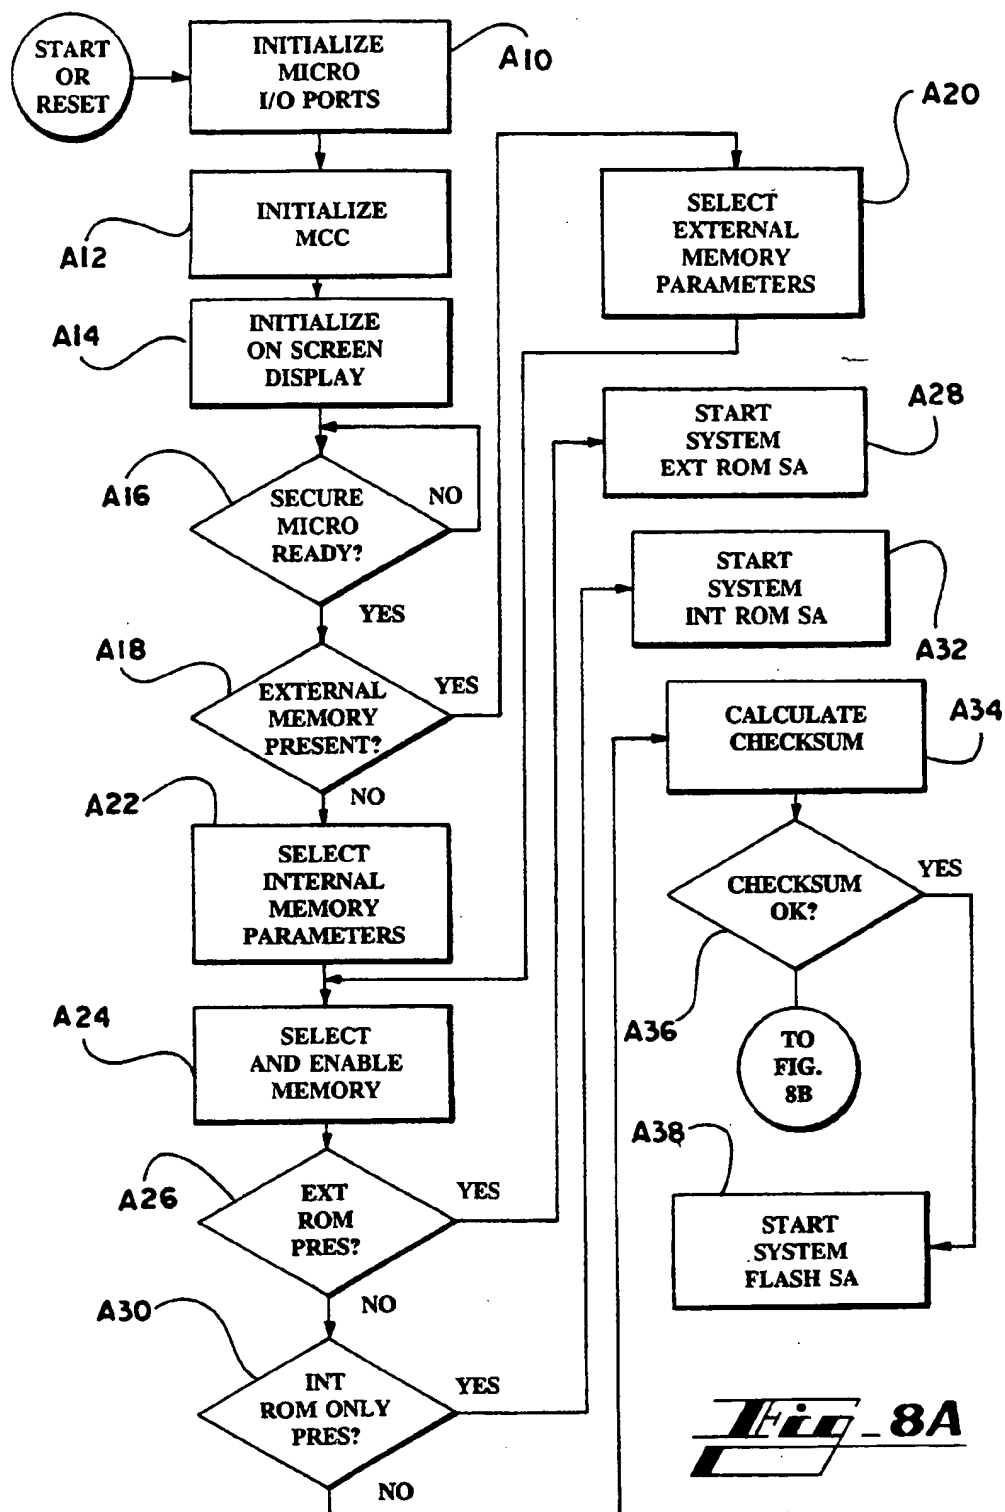 START
OR
RESET
INITIALIZE
MICRO
I/O PORTS
A10
INITIALIZE
MCC
A12
INITIALIZE
ON SCREEN
DISPLAY
A14
SECURE
MICRO
READY?
A16
NO
YES
EXTERNAL
MEMORY
PRESENT?
A18
YES
NO
SELECT
EXTERNAL
MEMORY
PARAMETERS
A20
SELECT
INTERNAL
MEMORY
PARAMETERS
A22
SELECT
AND ENABLE
MEMORY
A24
EXT
ROM
PRES?
A26
YES
NO
START
SYSTEM
EXT ROM SA
A28
INT
ROM ONLY
PRES?
A30
YES
NO
START
SYSTEM
INT ROM SA
A32
CALCULATE
CHECKSUM
A34
CHECKSUM
OK?
A36
YES
TO
FIG.
8B
START
SYSTEM
FLASH SA
A38
Fig_8A